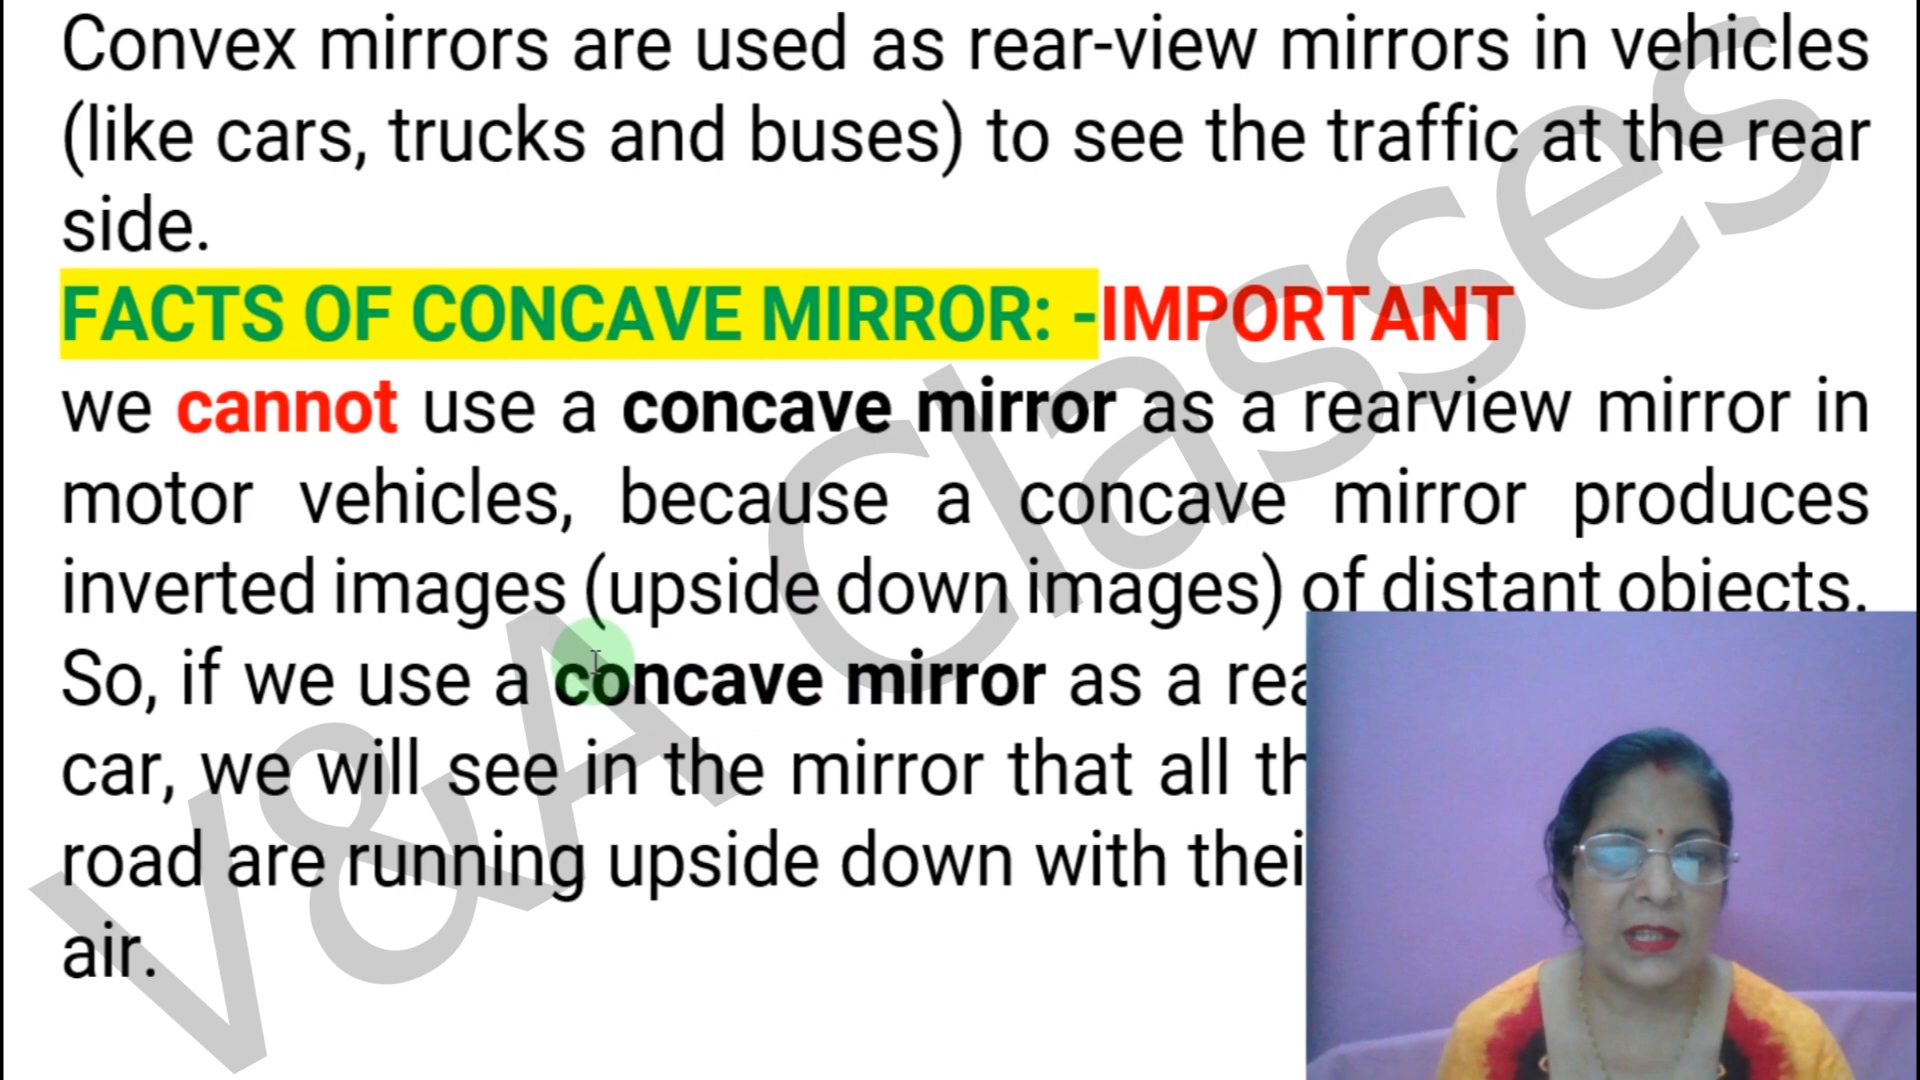 Convex mirrors are used as rear-view mirrors in vehicles
(like cars, trucks and buses) to see the traffic at the rear
side.
FACTS OF CONCAVE MIRROR: -IMPORTANT
we cannot use a concave mirror as a rearview mirror in
motor vehicles, because a concave mirror produces
inverted images (upside down images) of distant objects.
So, if we use a concave mirror as a
car, we will see in the mirror that all
road are running upside down with
air.
V&A Classes